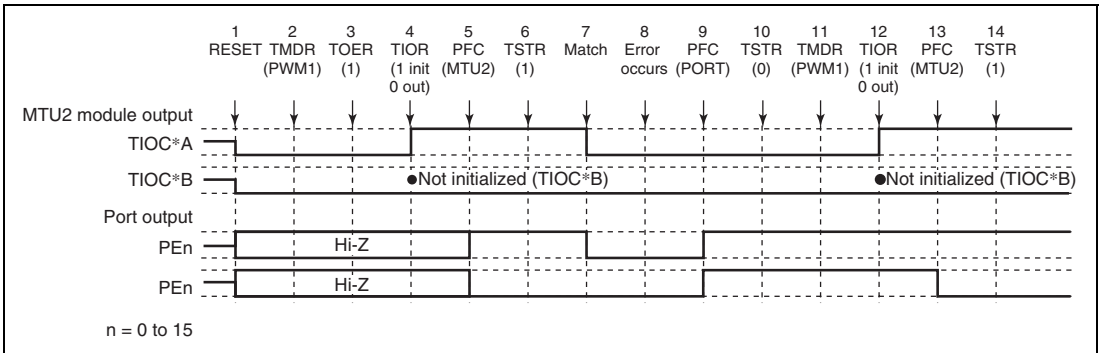 1 2 3 4 5 6 7 8 9 10 11 12 13 14
RESET TMDR TOER TIOR PFC TSTR Match Error PFC TSTR TMDR TIOR PFC TSTR
(PWM1) (1) (1 init (MTU2) (1) occurs (PORT) (0) (PWM1) (1 init (MTU2) (1)
0 out) 0 out)
MTU2 module output
TIOC*A
TIOC*B ●Not initialized (TIOC*B) ●Not initialized (TIOC*B)
Port output
PEn Hi-Z
PEn Hi-Z
n = 0 to 15